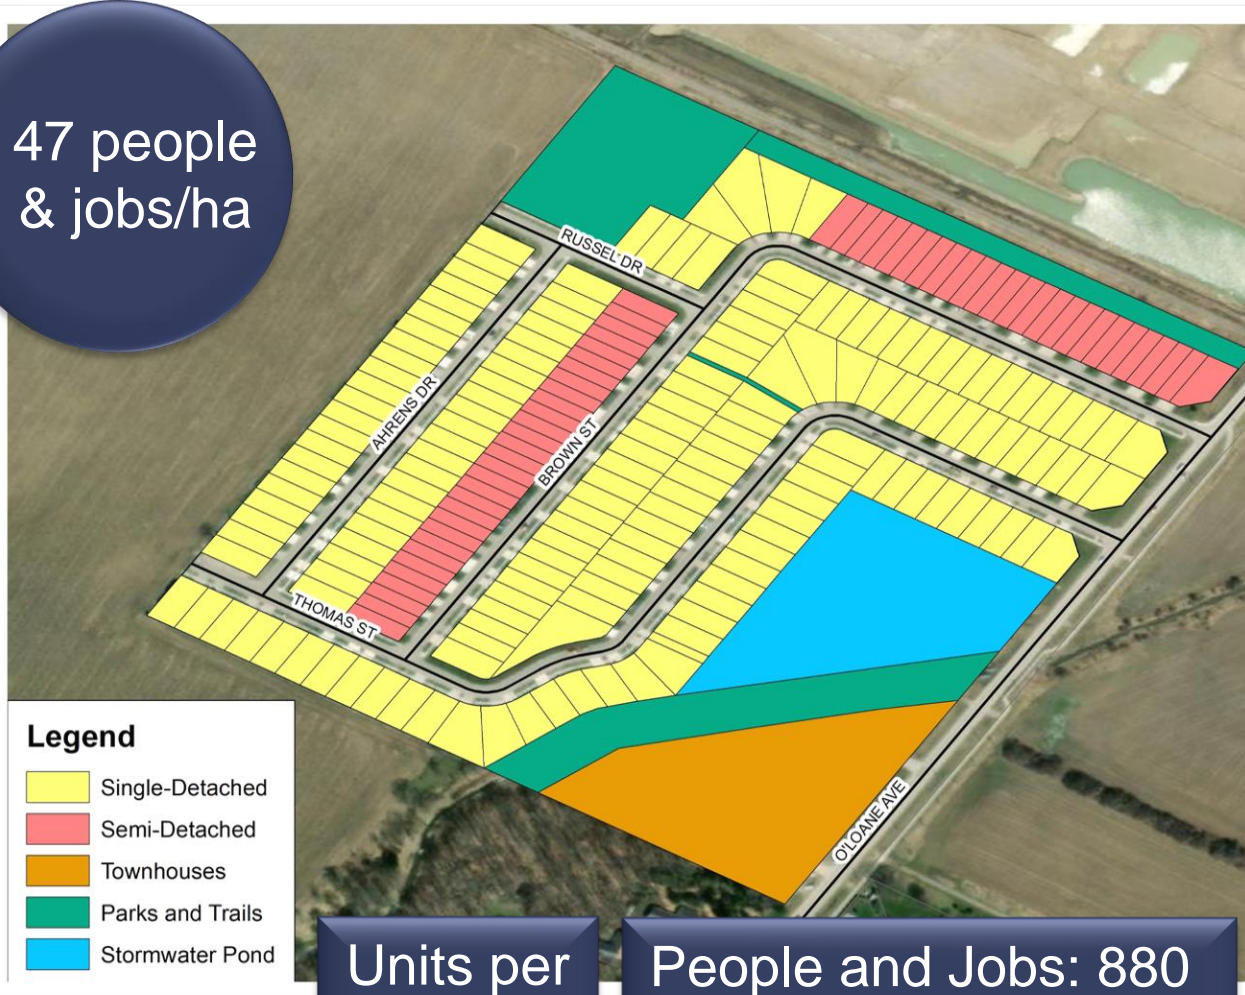 47 people
& jobs/ha
RUSSEL DR
AHRENS DR
BROWN ST
THOMAS ST
O'LOANE AVE
Legend
Single-Detached
Semi-Detached
Townhouses
Parks and Trails
Stormwater Pond
Units per
People and Jobs: 880